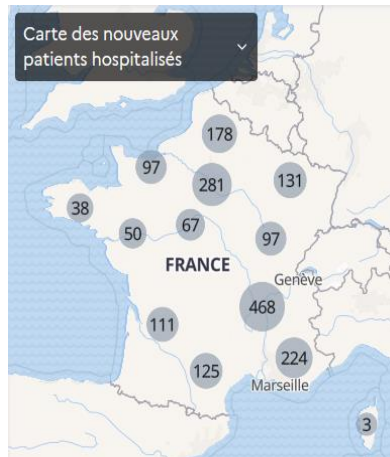 Carte des nouveaux
patients hospitalisés
178
97
281
131
38
50
67
97
FRANCE
Genève
468
111
224
125
Marseille
3